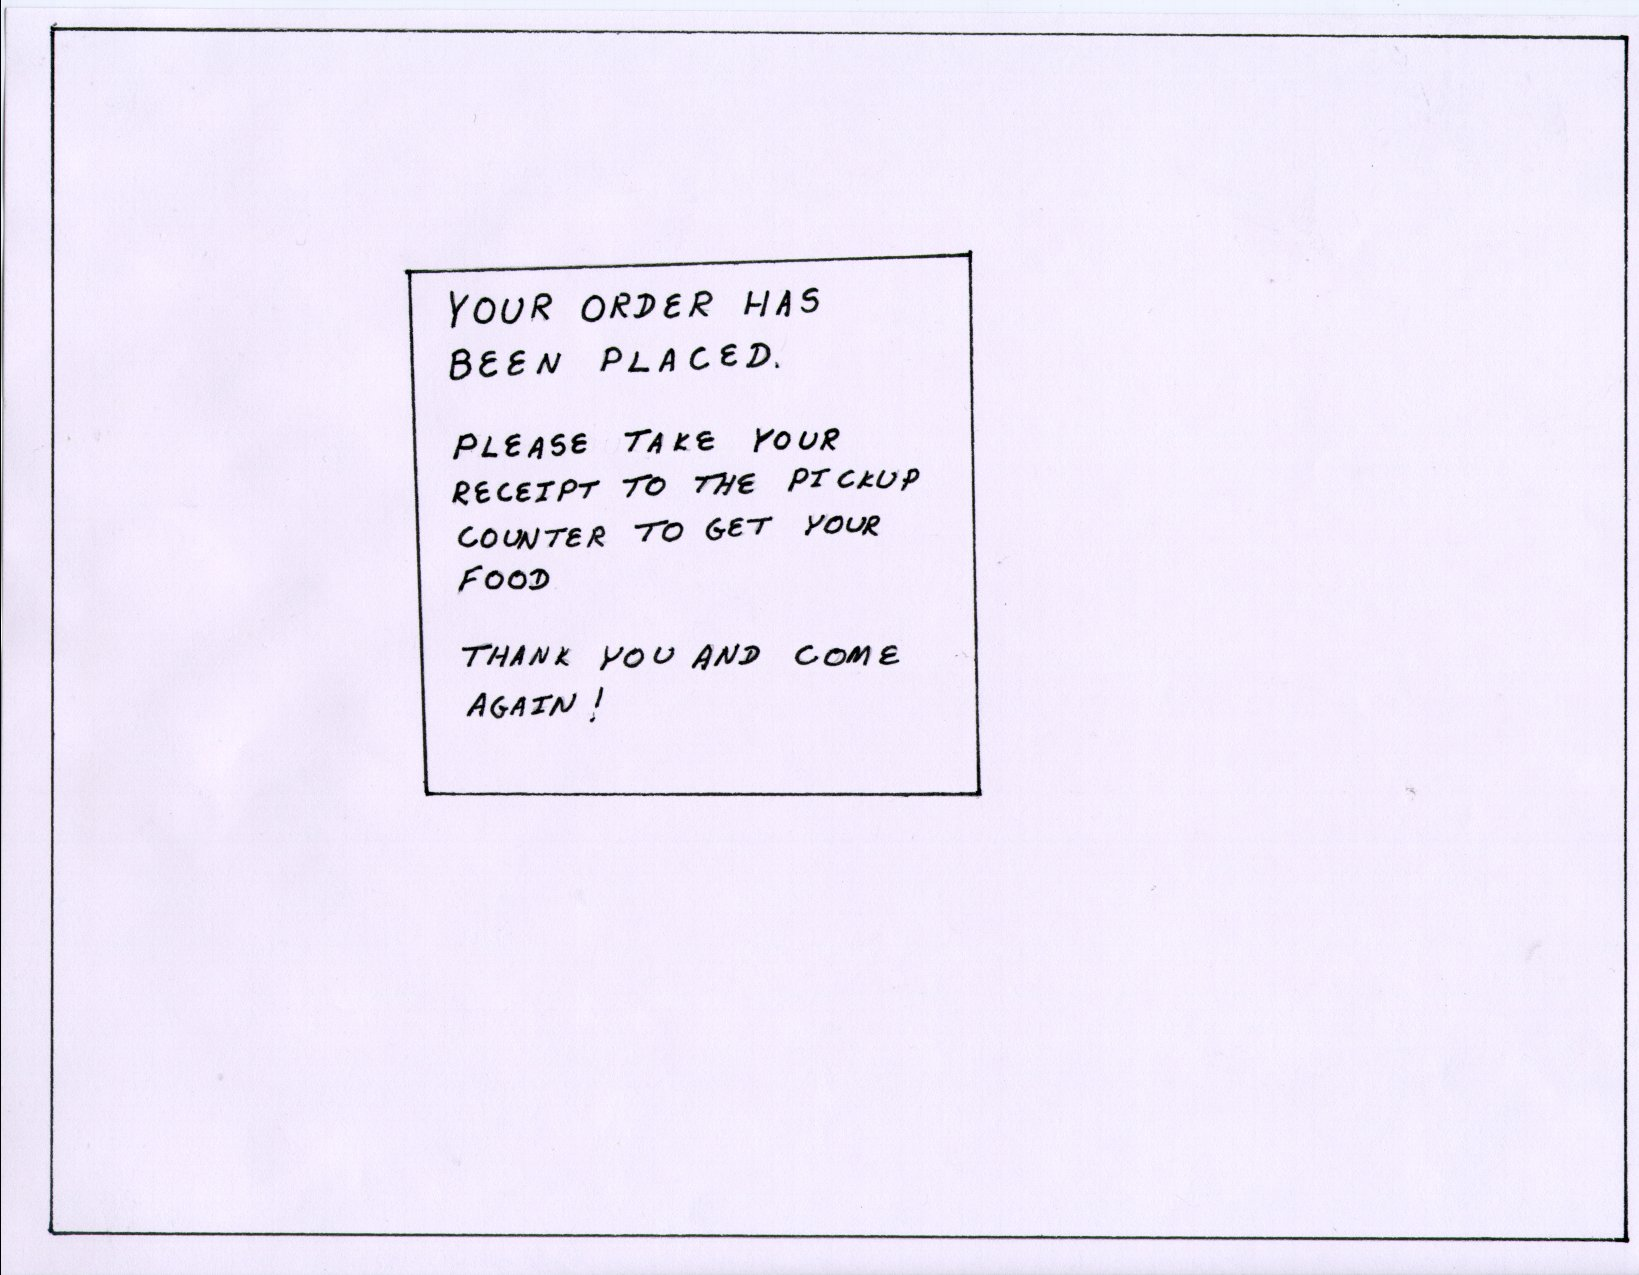 YOUR ORDER HAS
BEEN PLACED.
PLEASE TAKE YOUR
RECEIPT TO THE PICKUP
COUNTER TO GET YOUR
FOOD
THANK YOU AND COME
AGAIN!